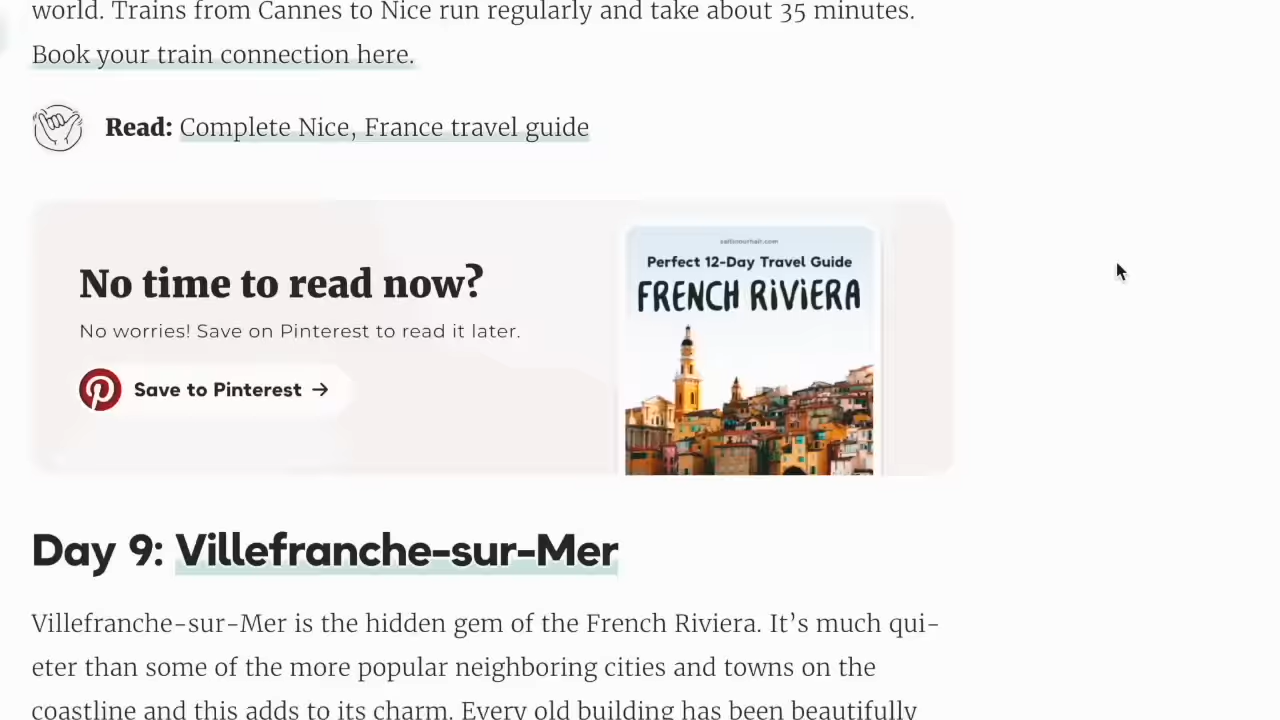 world. Trains from Cannes to Nice run regularly and take about 35 minutes.
Book your train connection here.
Read: Complete Nice, France travel guide
No time to read now?
No worries! Save on Pinterest to read it later.
Save to Pinterest →
sailingourhalt.com
Perfect 12-Day Travel Guide
FRENCH RIVIERA
Day 9: Villefranche-sur-Mer
Villefranche-sur-Mer is the hidden gem of the French Riviera. It’s much qui-
eter than some of the more popular neighboring cities and towns on the
coastline and this adds to its charm. Every old building has been beautifully